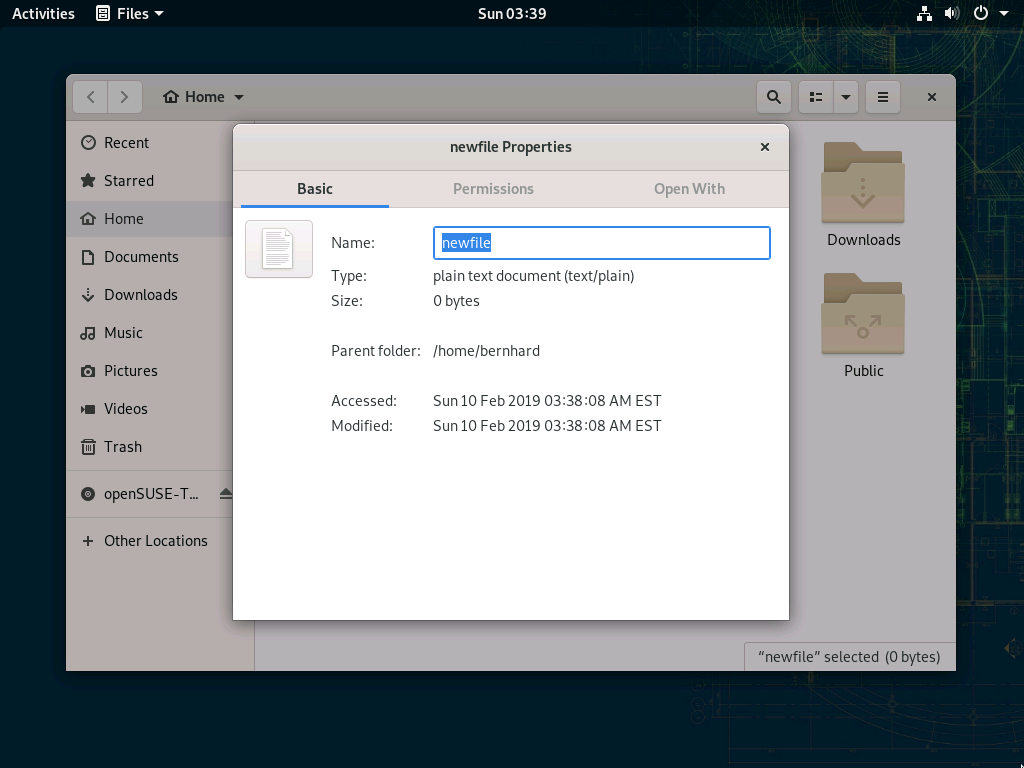 Activities Files Sun 03:39
Home
Recent
Starred
Home
Documents
Downloads
Music
Pictures
Videos
Trash
openSUSE-T...
Other Locations
newfile Properties
Basic Permissions Open With
Name: newfile
Type: plain text document (text/plain)
Size: 0 bytes
Parent folder: /home/bernhard
Accessed: Sun 10 Feb 2019 03:38:08 AM EST
Modified: Sun 10 Feb 2019 03:38:08 AM EST
Downloads
Public
“newfile” selected (0 bytes)